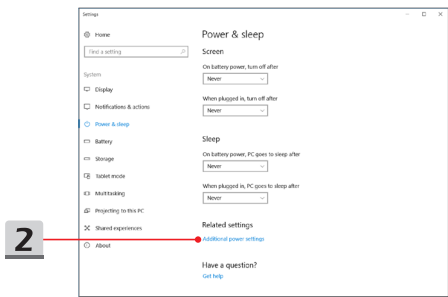 Settings
Home
Power & sleep
Find a setting
Screen
System
On battery power, turn off after
Never
Display
Notifications & actions
When plugged in, turn off after
Never
Power & sleep
Battery
Sleep
Storage
On battery power, PC goes to sleep after
Never
Tablet mode
Multitasking
When plugged in, PC goes to sleep after
Never
Projecting to this PC
Shared experiences
Related settings
2
About
Additional power settings
Have a question?
Get help